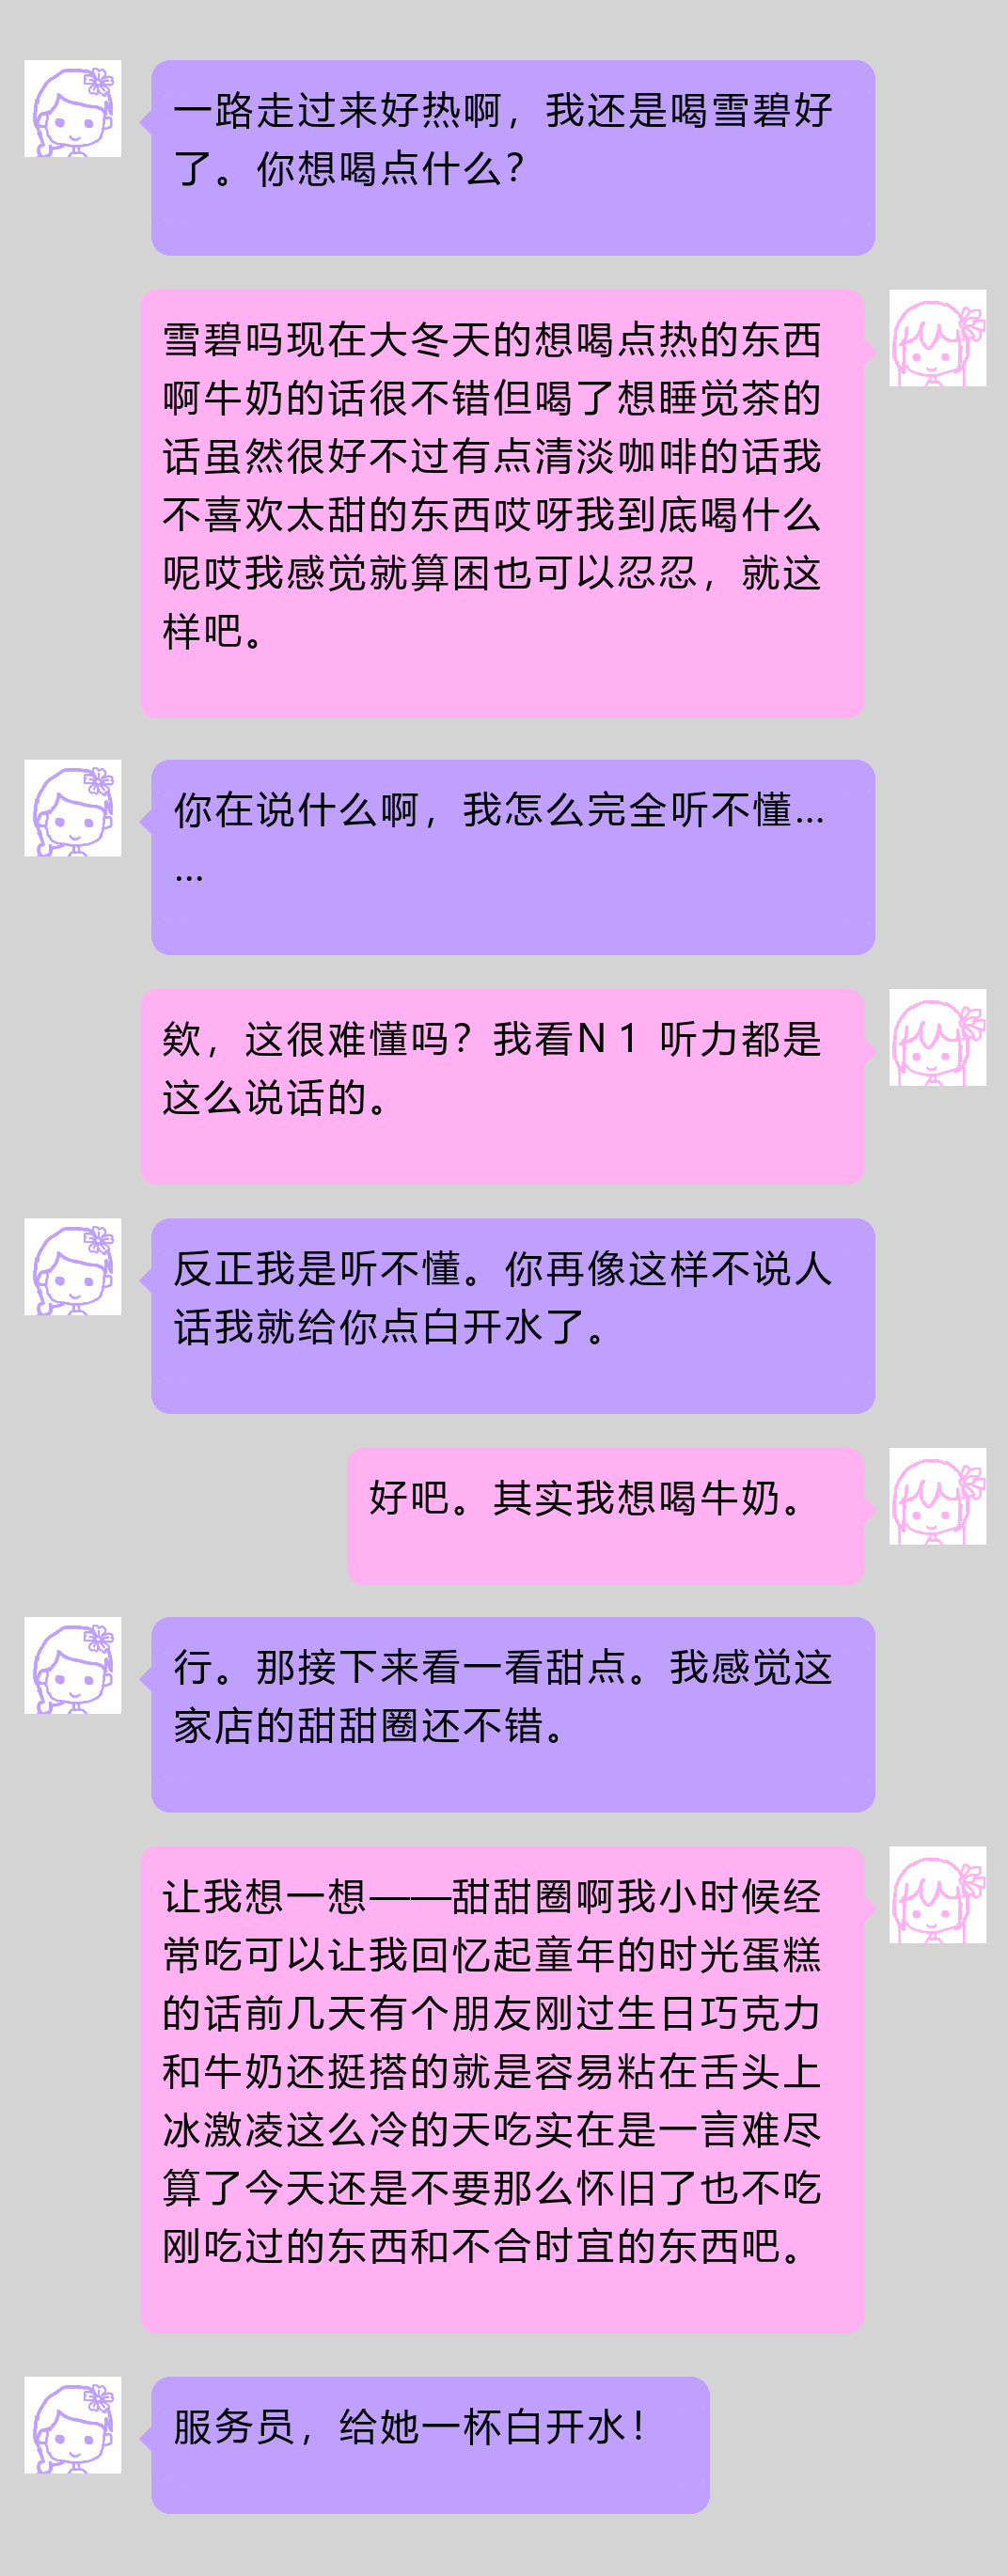 一路走过来好热啊，我还是喝雪碧好
了。你想喝点什么？
雪碧吗现在大冬天的想喝点热的东西
啊牛奶的话很不错但喝了想睡觉茶的
话虽然很好不过有点清淡咖啡的话我
不喜欢太甜的东西哎呀我到底喝什么
呢哎我感觉就算困也可以忍忍，就这
样吧。
你在说什么啊，我怎么完全听不懂…
…
欸，这很难懂吗？我看N１听力都是
这么说话的。
反正我是听不懂。你再像这样不说人
话我就给你点白开水了。
好吧。其实我想喝牛奶。
行。那接下来看一看甜点。我感觉这
家店的甜甜圈还不错。
让我想一想——甜甜圈啊我小时候经
常吃可以让我回忆起童年的时光蛋糕
的话前几天有个朋友刚过生日巧克力
和牛奶还挺搭的就是容易粘在舌头上
冰激凌这么冷的天吃实在是一言难尽
算了今天还是不要那么怀旧了也不吃
刚吃过的东西和不合时宜的东西吧。
服务员，给她一杯白开水！